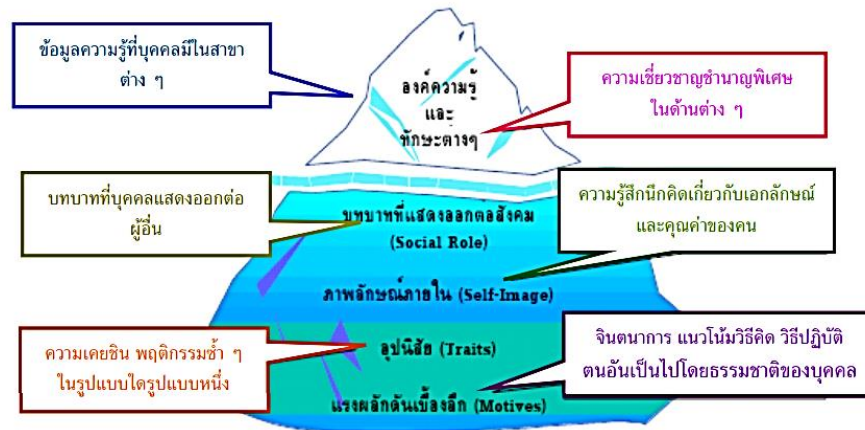 ข้อมูลความรู้ที่บุคคลมีในสาขา
ต่าง ๆ
องค์ความรู้
และ
ทักษะต่างๆ
ความเชี่ยวชาญชำนาญพิเศษ
ในด้านต่าง ๆ
บทบาทที่บุคคลแสดงออกต่อ
ผู้อื่น
บทบาทที่แสดงออกตอสังคม
(Social Role)
ความรู้สึกนึกคิดเกี่ยวกับเอกลักษณ์
และคุณค่าของคน
ภาพลักษณ์ภายใน (Self-Image)
ความเคยชิน พฤติกรรมซ้ำ ๆ
ในรูปแบบใดรูปแบบหนึ่ง
อุปนิสัย (Traits)
จินตนาการ แนวโน้มวิธีคิด วิธีปฏิบัติ
ตนอันเป็นไปโดยธรรมชาติของบุคคล
แรงผลักดันเบื้องลึก (Motives)